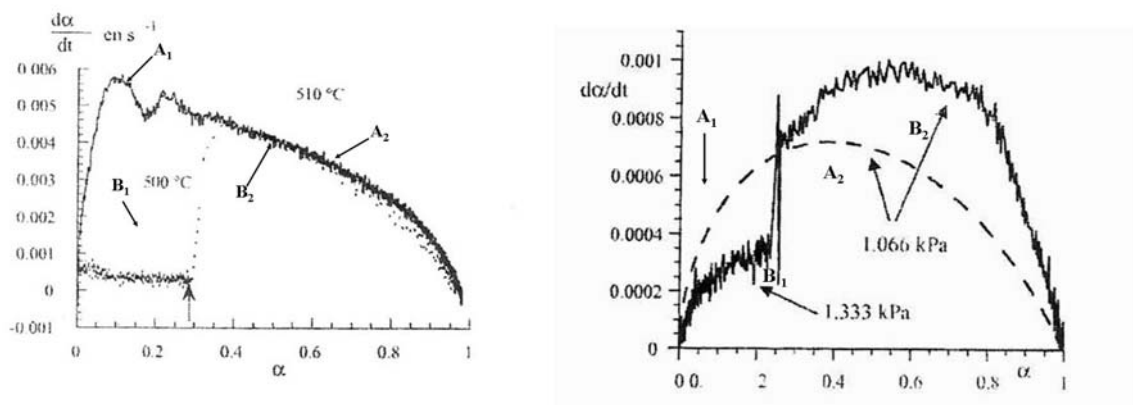 dα
dt
en s⁻¹
A₁
0.006
0.005
510 °C
0.004
A₂
0.003
B₁
500 °C
B₂
0.002
0.001
0
-0.001
0
0.2
0.4
0.6
0.8
1
α
0.001
dα/dt
0.0008
A₁
B₂
0.0006
A₂
0.0004
1.066 kPa
B₁
0.0002
1.333 kPa
0
0 0.
2
0.4
0.6
0.8
α
1